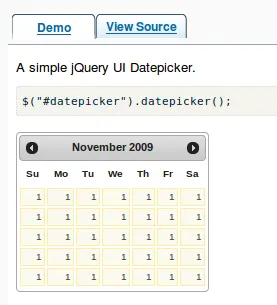 Demo View Source
A simple jQuery UI Datepicker.
$("#datepicker").datepicker();
November 2009
Su Mo Tu We Th Fr Sa
1 1 1 1 1 1 1
1 1 1 1 1 1 1
1 1 1 1 1 1 1
1 1 1 1 1 1 1
1 1 1 1 1 1 1